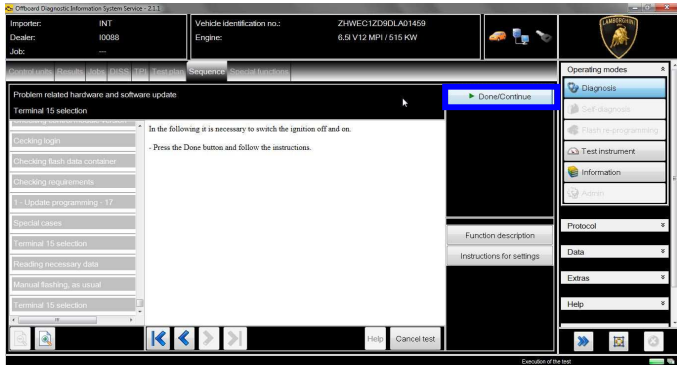 Offboard Diagnostic Information System Service - 2.1.1
Importer: INT
Dealer: I0088
Job: ---
Vehicle identification no.: ZHWEC1ZD9DLA01459
Engine: 6.5l V12 MPI / 515 KW
LAMBORGHINI
Control units Results Jobs DISS TPI Test plan Sequence Special functions
Problem related hardware and software update
Terminal 15 selection
Done/Continue
Cecking login
Checking flash data container
Checking requirements
1 - Update programming - 17
Special cases
Terminal 15 selection
Reading necessary data
Manual flashing, as usual
Terminal 15 selection
In the following it is necessary to switch the ignition off and on.
- Press the Done button and follow the instructions.
Function description
Instructions for settings
Help
Cancel test
Operating modes
Diagnosis
Self-diagnosis
Flash re-programming
Test instrument
Information
Admin
Protocol
Data
Extras
Help
Execution of the test